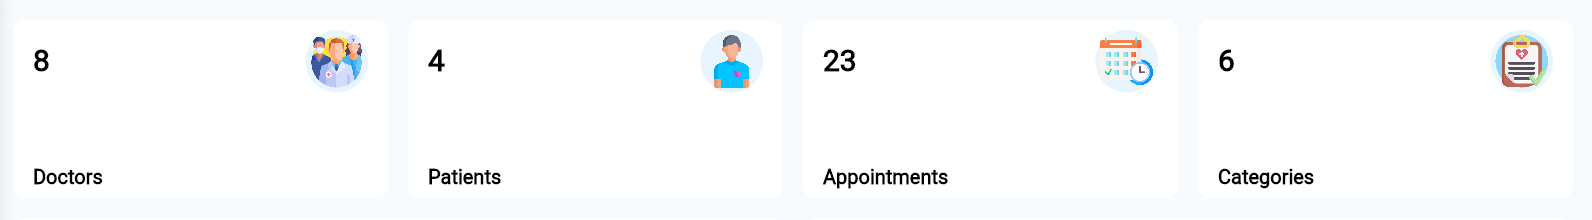 8
Doctors
4
Patients
23
Appointments
6
Categories